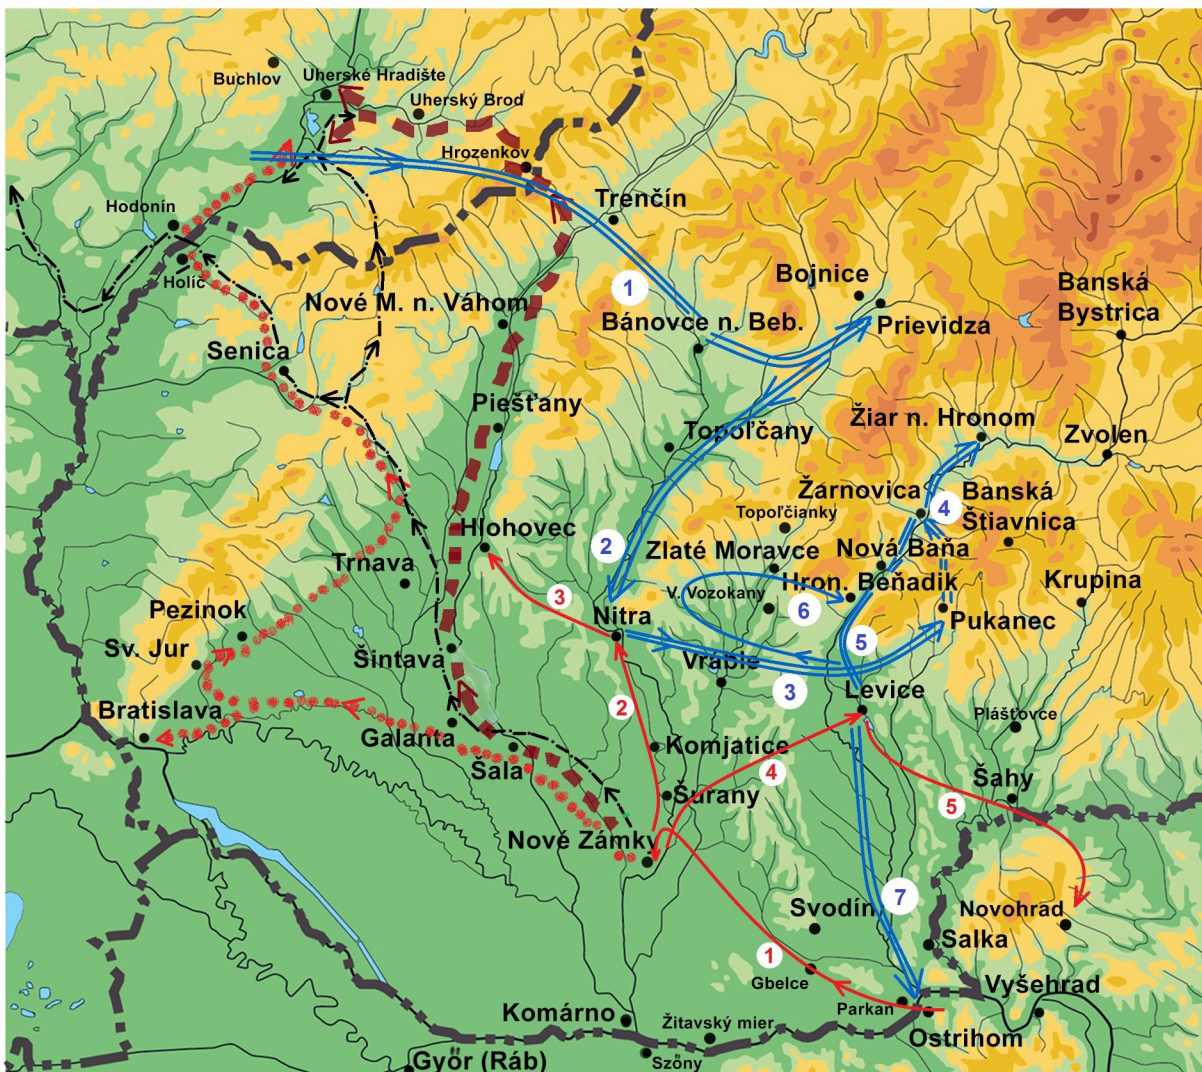 Buchlov
Uherské Hradište
Uherský Brod
Hrozenkov
Trenčín
Hodonín
Holíč
Nové M. n. Váhom
1
Bojnice
Banská
Bystrica
Bánovce n. Beb.
Prievidza
Senica
Piešťany
Topoľčany
Žiar n. Hronom
Zvolen
Žarnovica
4
Banská
Štiavnica
Topoľčianky
Hlohovec
2
Zlaté Moravce
Nová Baňa
Trnava
3
V. Vozokany
Hron. Beňadik
Krupina
Pezinok
Nitra
6
Pukanec
Sv. Jur
Šintava
Vráble
5
3
Levice
Bratislava
2
Galanta
Komjatice
Plášťovce
Šala
4
Šahy
Šurany
5
Nové Zámky
7
Svodín
Novohrad
Salka
1
Gbelce
Vyšehrad
Komárno
Parkan
Žitavský mier
Ostrihom
Győr (Ráb)
Szőny